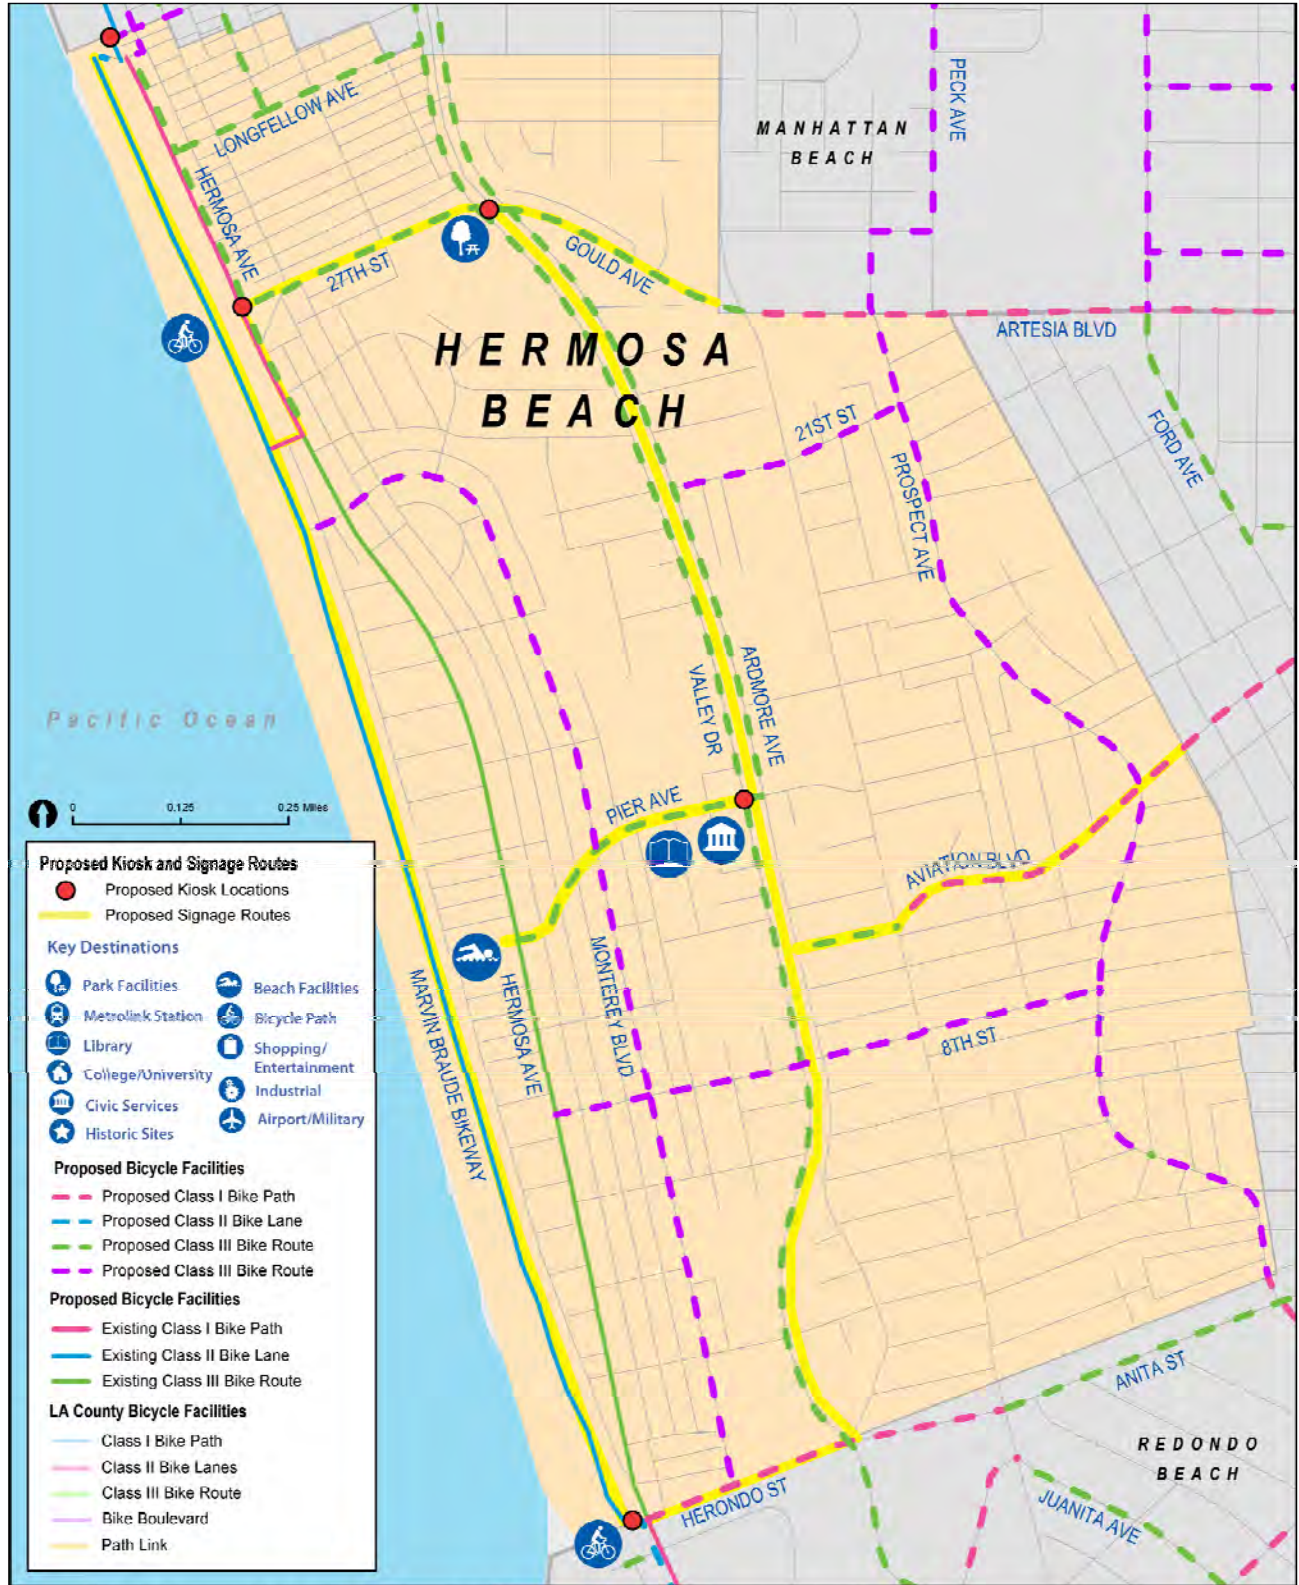 LONGFELLOW AVE
HERMOSA AVE
27TH ST
GOULD AVE
MANHATTAN
BEACH
PECK AVE
ARTESIA BLVD
HERMOSA
BEACH
21ST ST
PROSPECT AVE
FORD AVE
Pacific Ocean
VALLEY DR
ARDMORE AVE
PIER AVE
AVIATION BLVD
0 0.125 0.25 Miles
MARVIN BRAUDE BIKEWAY
HERMOSA AVE
MONTEREY BLVD
8TH ST
HERONDO ST
ANITA ST
JUANITA AVE
REDONDO
BEACH
Proposed Kiosk and Signage Routes
Proposed Kiosk Locations
Proposed Signage Routes
Key Destinations
Park Facilities
Metrolink Station
Library
College/University
Civic Services
Historic Sites
Beach Facilities
Bicycle Path
Shopping/
Entertainment
Industrial
Airport/Military
Proposed Bicycle Facilities
Proposed Class I Bike Path
Proposed Class II Bike Lane
Proposed Class III Bike Route
Proposed Class III Bike Route
Proposed Bicycle Facilities
Existing Class I Bike Path
Existing Class II Bike Lane
Existing Class III Bike Route
LA County Bicycle Facilities
Class I Bike Path
Class II Bike Lanes
Class III Bike Route
Bike Boulevard
Path Link